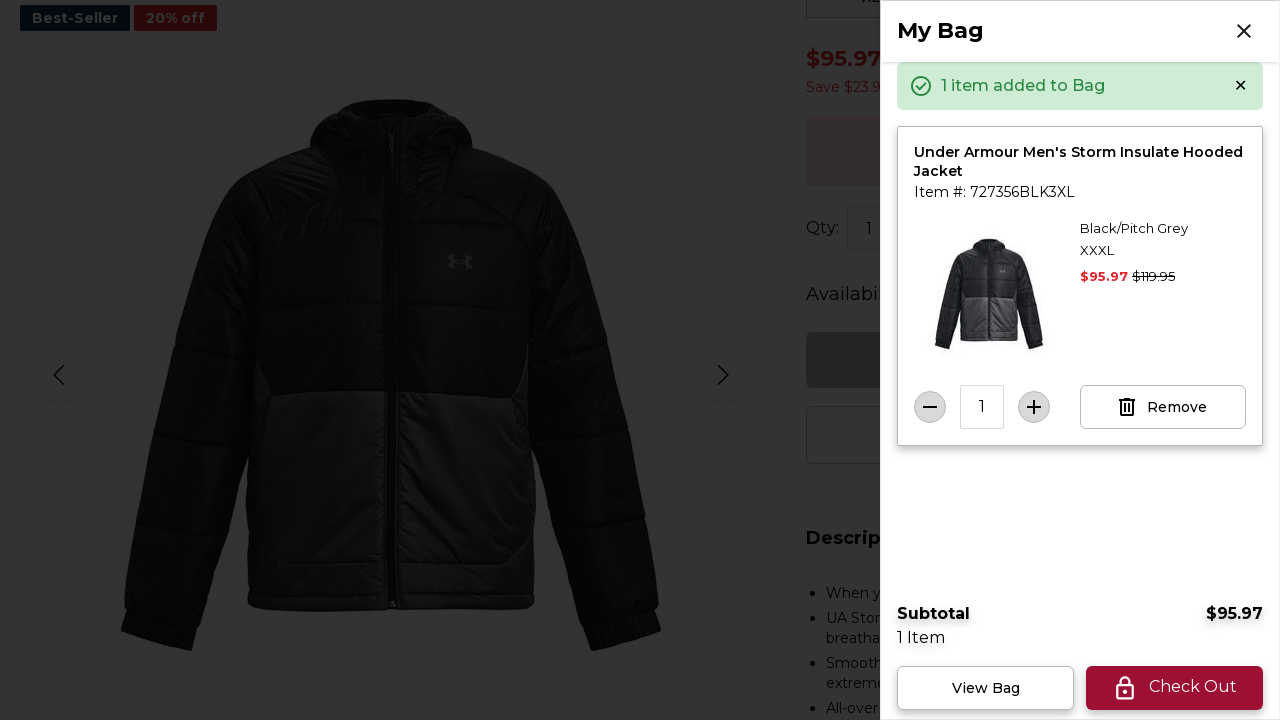 Best-Seller
20% off
$95.97
Save $23.9
Qty:
1
Availabi
Descrip
When y
UA Stor
breatha
Smooth
extreme
All-over
My Bag
1 item added to Bag
Under Armour Men's Storm Insulate Hooded
Jacket
Item #: 727356BLK3XL
Black/Pitch Grey
XXXL
$95.97 $119.95
1
Remove
Subtotal
$95.97
1 Item
View Bag
Check Out